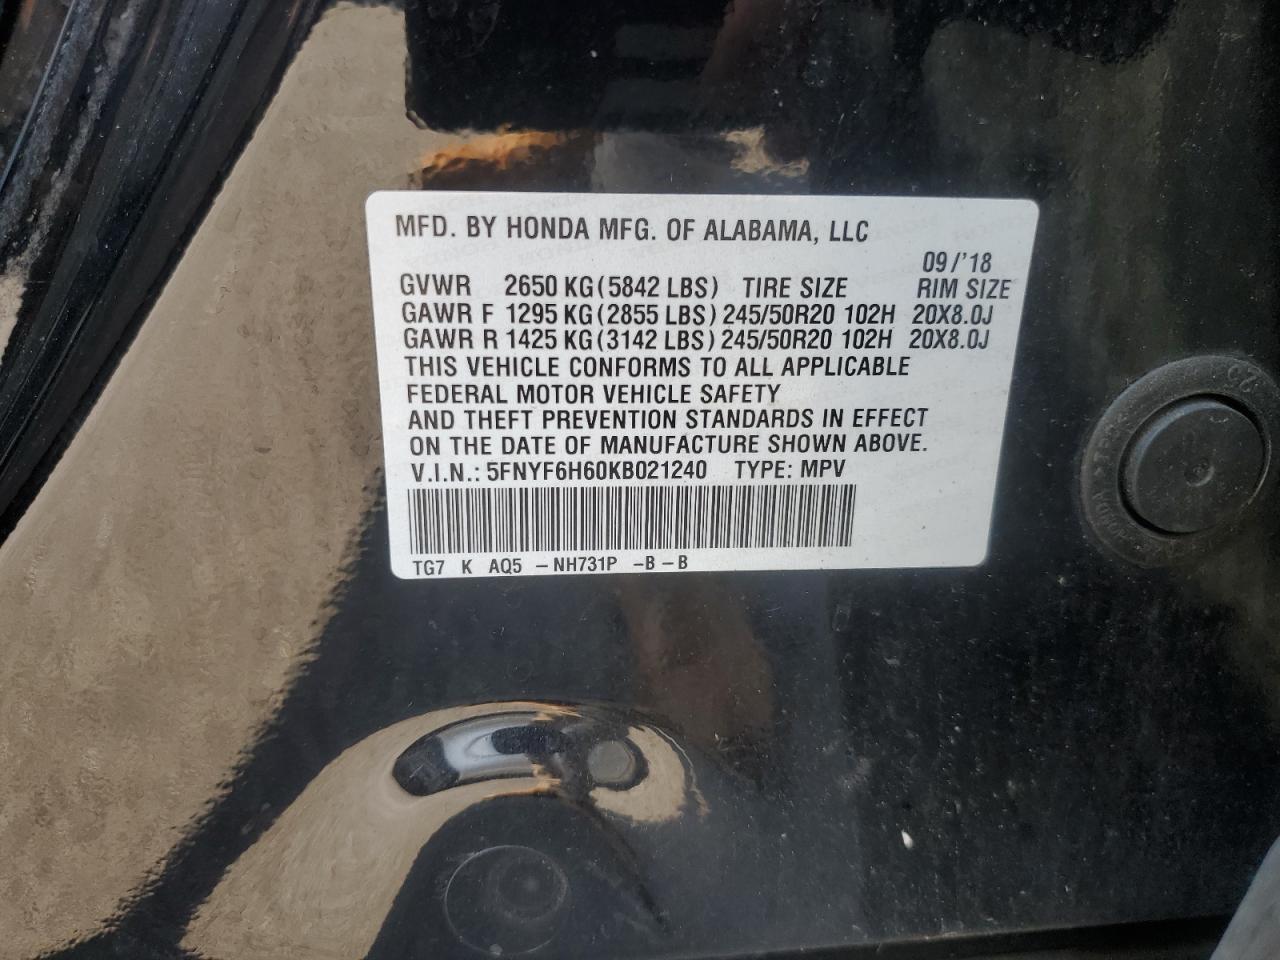 MFD. BY HONDA MFG. OF ALABAMA, LLC
09/'18
GVWR 2650 KG(5842 LBS) TIRE SIZE RIM SIZE
GAWR F 1295 KG(2855 LBS) 245/50R20 102H 20X8.0J
GAWR R 1425 KG(3142 LBS) 245/50R20 102H 20X8.0J
THIS VEHICLE CONFORMS TO ALL APPLICABLE
FEDERAL MOTOR VEHICLE SAFETY
AND THEFT PREVENTION STANDARDS IN EFFECT
ON THE DATE OF MANUFACTURE SHOWN ABOVE.
V.I.N.: 5FNYF6H60KB021240 TYPE: MPV
TG7 K AQ5 -NH731P -B-B